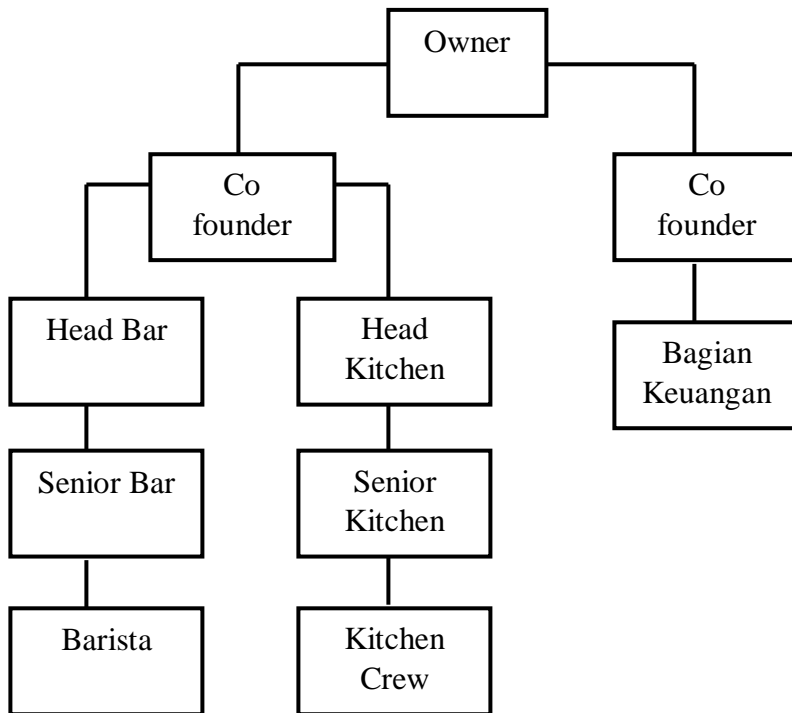 Owner
Co
founder
Co
founder
Head Bar
Head
Kitchen
Bagian
Keuangan
Senior Bar
Senior
Kitchen
Barista
Kitchen
Crew